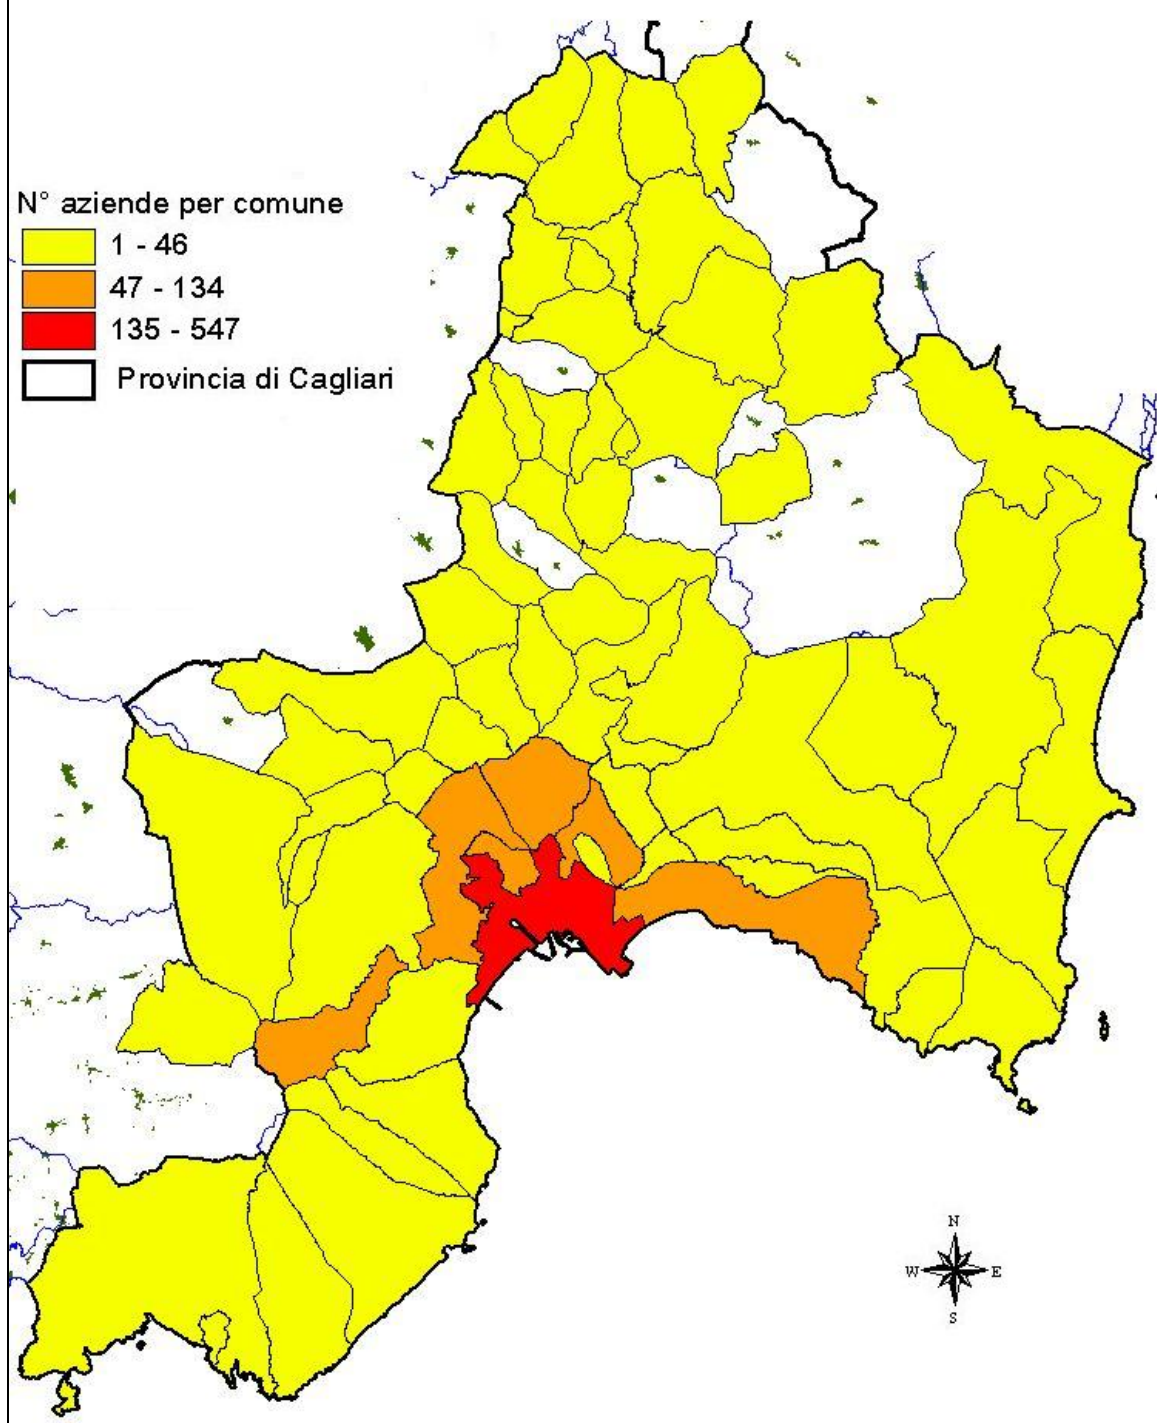 N° aziende per comune
1 - 46
47 - 134
135 - 547
Provincia di Cagliari
N
W E
S